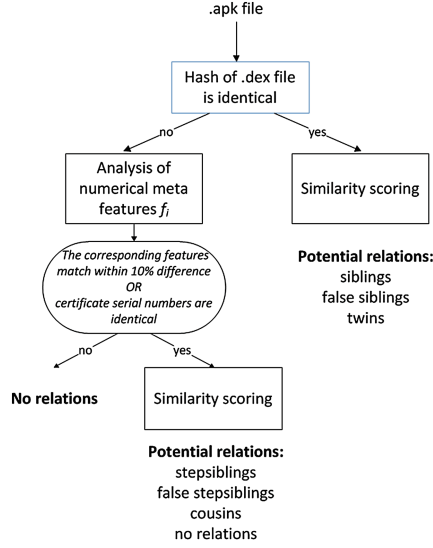 .apk file
Hash of .dex file
is identical
no
yes
Analysis of
numerical meta
features fi
Similarity scoring
The corresponding features
match within 10% difference
OR
certificate serial numbers are
identical
Potential relations:
siblings
false siblings
twins
no
yes
No relations
Similarity scoring
Potential relations:
stepsiblings
false stepsiblings
cousins
no relations